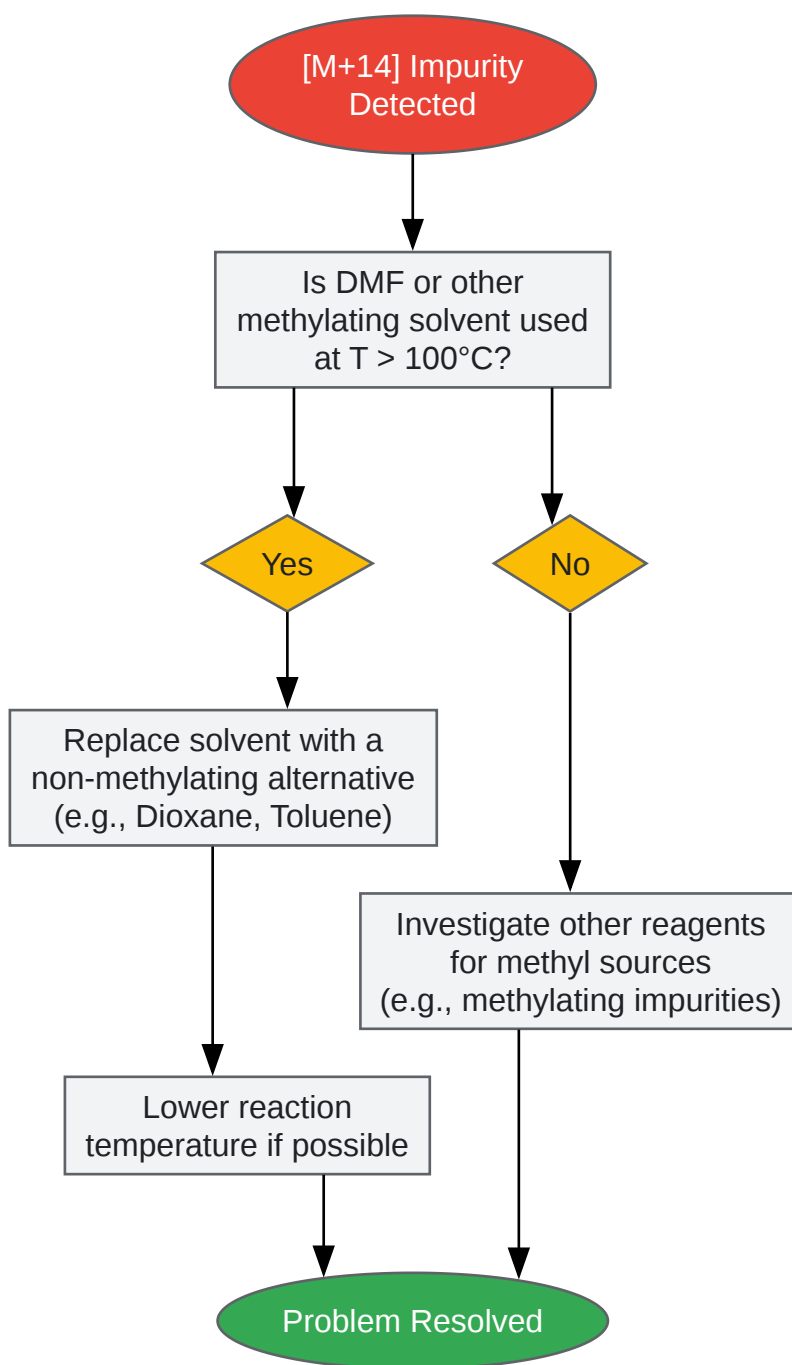 [M+14] Impurity
Detected
Is DMF or other
methylating solvent used
at T > 100°C?
Yes
No
Replace solvent with a
non-methylating alternative
(e.g., Dioxane, Toluene)
Investigate other reagents
for methyl sources
(e.g., methylating impurities)
Lower reaction
temperature if possible
Problem Resolved